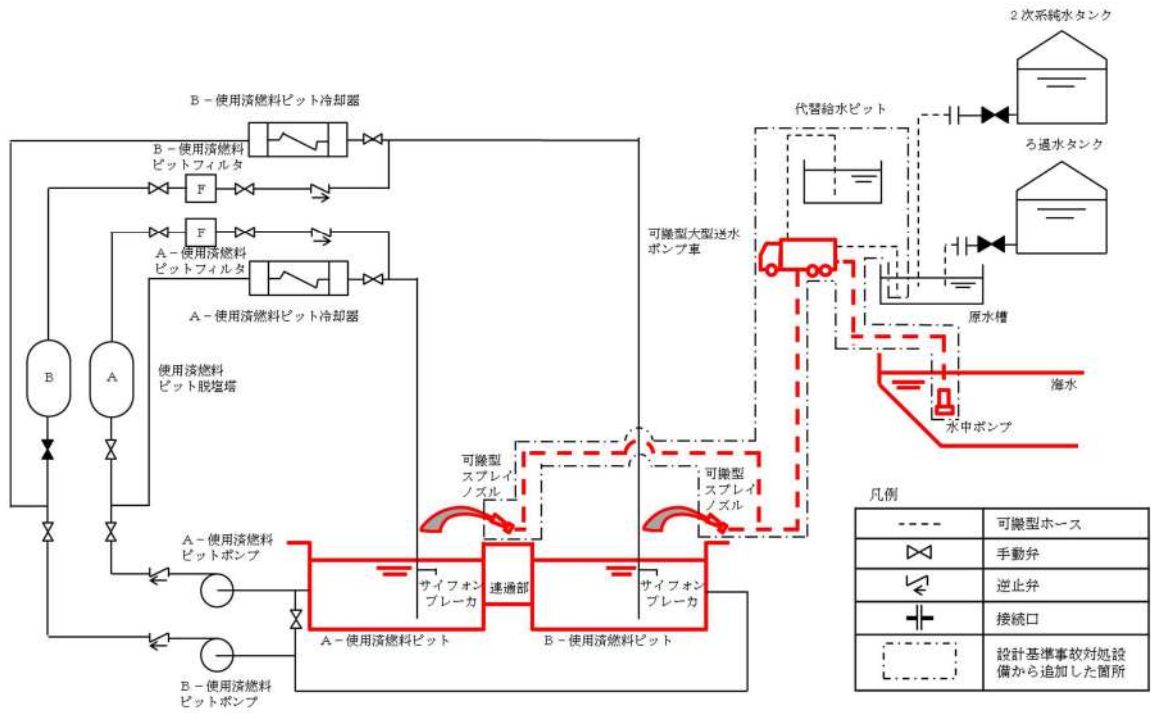 2次系純水タンク
B-使用済燃料ピット冷却器
代替給水ピット
B-使用済燃料
ピットフィルタ
F
ろ過水タンク
F
A-使用済燃料
ピットフィルタ
可搬型大型送水
ポンプ車
A-使用済燃料ピット冷却器
原水槽
B
A
使用済燃料
ピット脱塩塔
海水
水中ポンプ
可搬型
スプレイ
ノズル
可搬型
スプレイ
ノズル
凡例
可搬型ホース
手動弁
逆止弁
接続口
設計基準事故対処設
備から追加した箇所
A-使用済燃料
ピットポンプ
サイフォン
ブレーカ
連通部
サイフォン
ブレーカ
A-使用済燃料ピット
B-使用済燃料ピット
B-使用済燃料
ピットポンプ